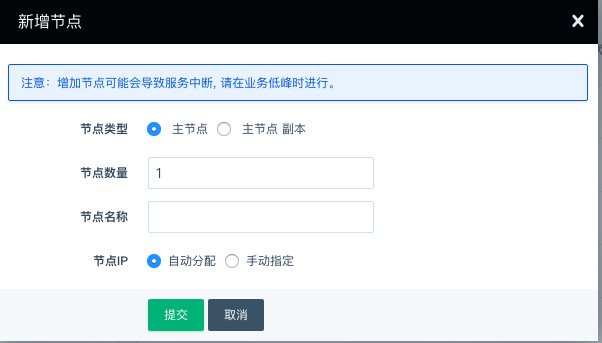 新增节点
注意：增加节点可能会导致服务中断, 请在业务低峰时进行。
节点类型 主节点 主节点 副本
节点数量 1
节点名称
节点IP 自动分配 手动指定
提交 取消